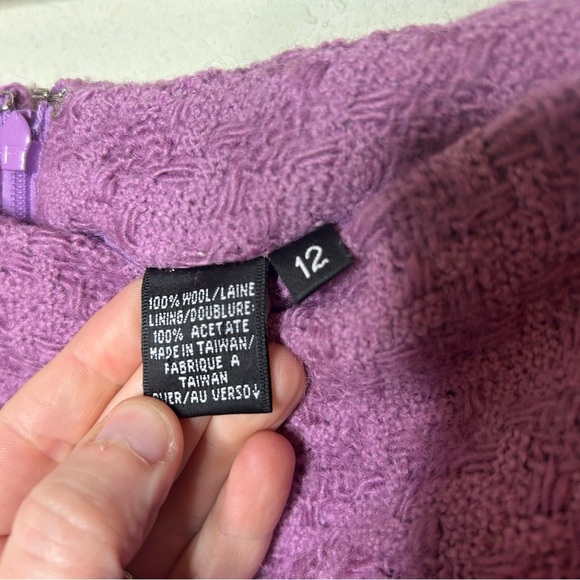 12
100% WOOL/LAINE
LINING/DOUBLURE:
100% ACETATE
MADE IN TAIWAN/
FABRIQUE A
TAIWAN
OVER/AU VERSO↓